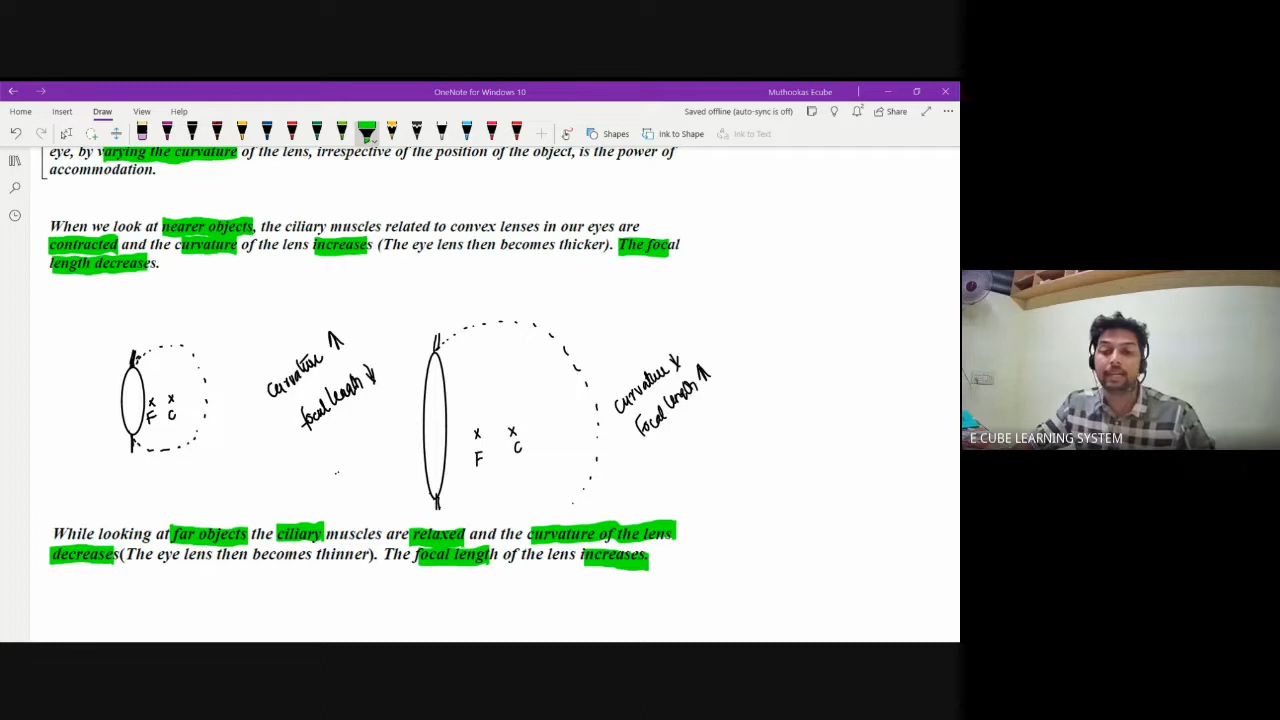 OneNote for Windows 10
Muthookas Ecube
Home Insert Draw View Help
Saved offline (auto-sync is off)
Share
Shapes
Ink to Shape
Ink to Text
eye, by varying the curvature of the lens, irrespective of the position of the object, is the power of
accommodation.
When we look at nearer objects, the ciliary muscles related to convex lenses in our eyes are
contracted and the curvature of the lens increases (The eye lens then becomes thicker). The focal
length decreases.
curvature ↑
focal length ↓
F C
curvature ↓
Focal length ↑
F C
While looking at far objects the ciliary muscles are relaxed and the curvature of the lens
decreases(The eye lens then becomes thinner). The focal length of the lens increases.
E CUBE LEARNING SYSTEM